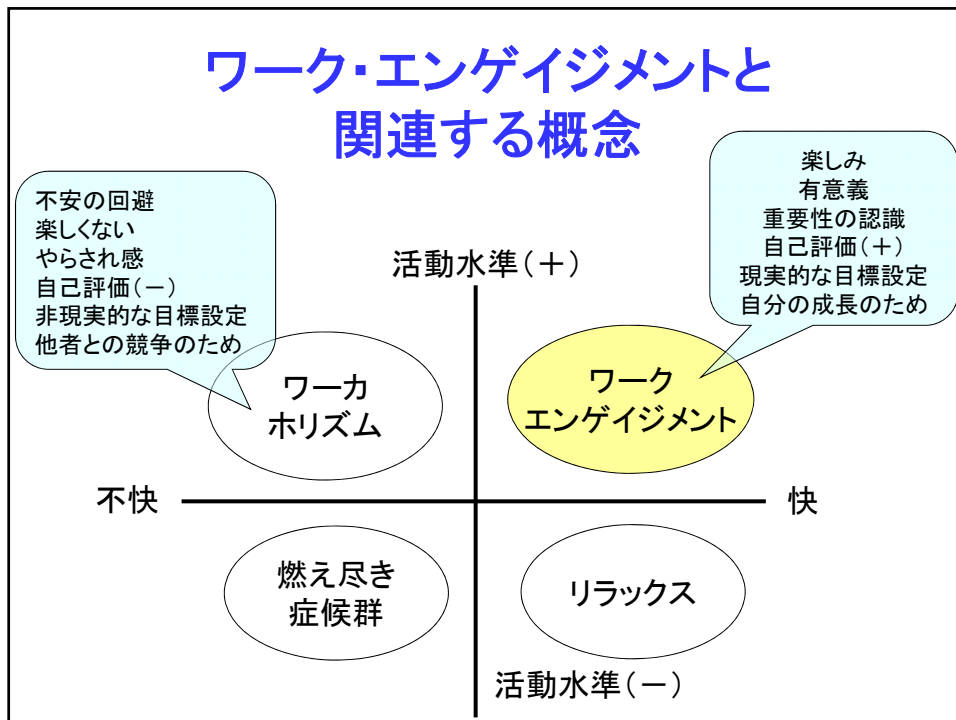 ワーク・エンゲイジメントと
関連する概念
不安の回避
楽しくない
やらされ感
自己評価(－)
非現実的な目標設定
他者との競争のため
楽しみ
有意義
重要性の認識
自己評価(＋)
現実的な目標設定
自分の成長のため
活動水準(＋)
ワーカ
ホリズム
ワーク
エンゲイジメント
不快
快
燃え尽き
症候群
リラックス
活動水準(－)